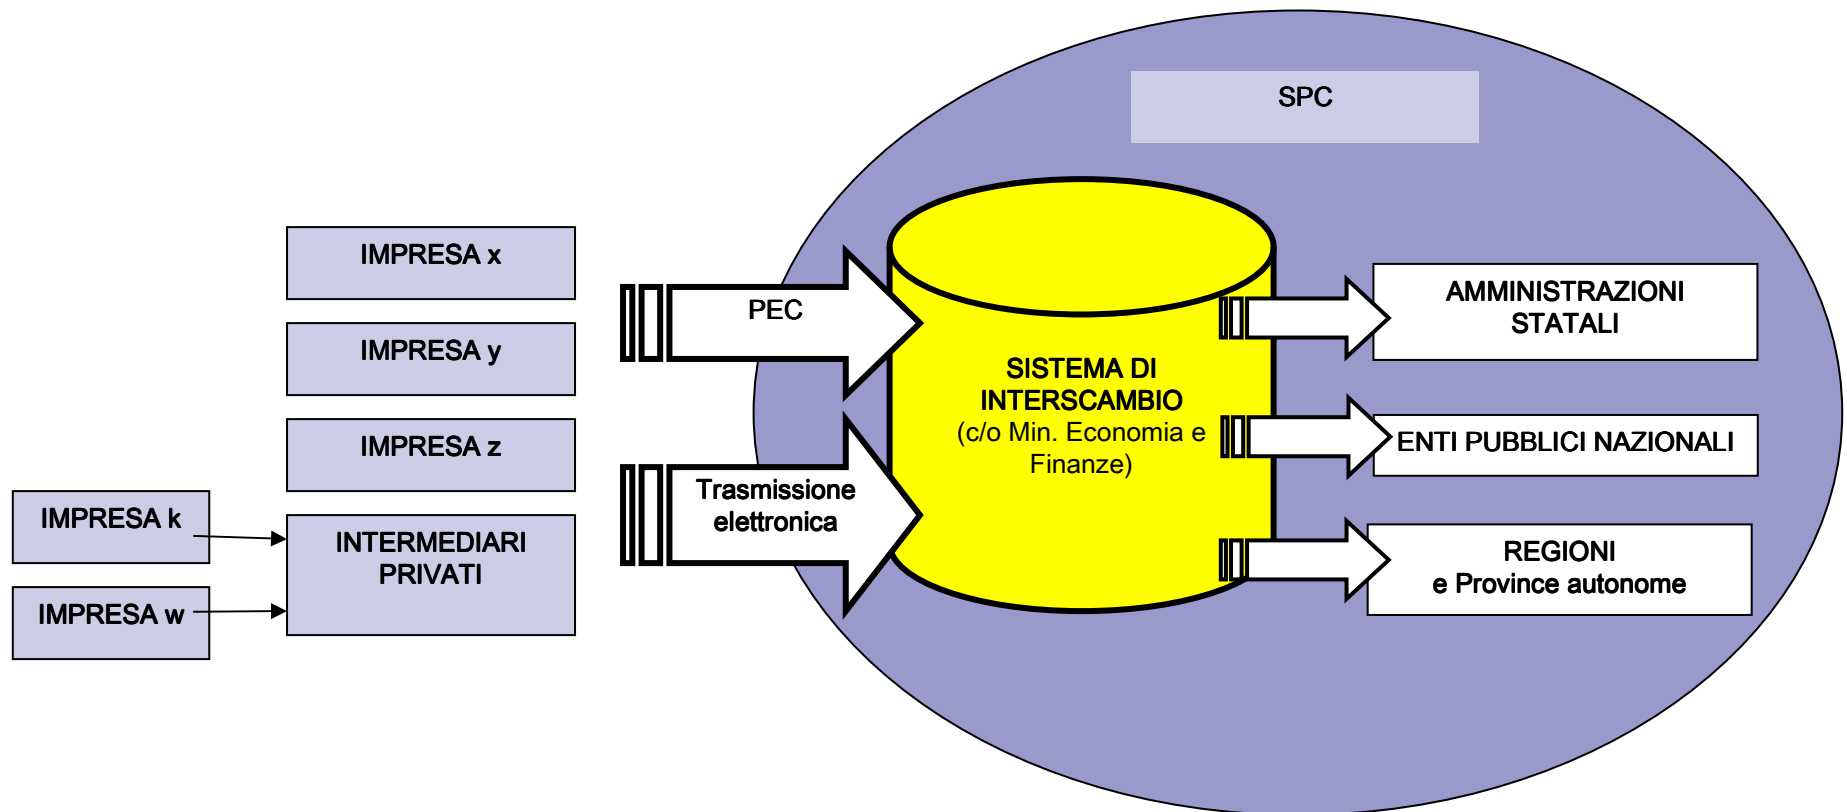 SPC
IMPRESA x
IMPRESA y
IMPRESA z
IMPRESA k
IMPRESA w
INTERMEDIARI
PRIVATI
PEC
Trasmissione
elettronica
SISTEMA DI
INTERSCAMBIO
(c/o Min. Economia e
Finanze)
AMMINISTRAZIONI
STATALI
ENTI PUBBLICI NAZIONALI
REGIONI
e Province autonome